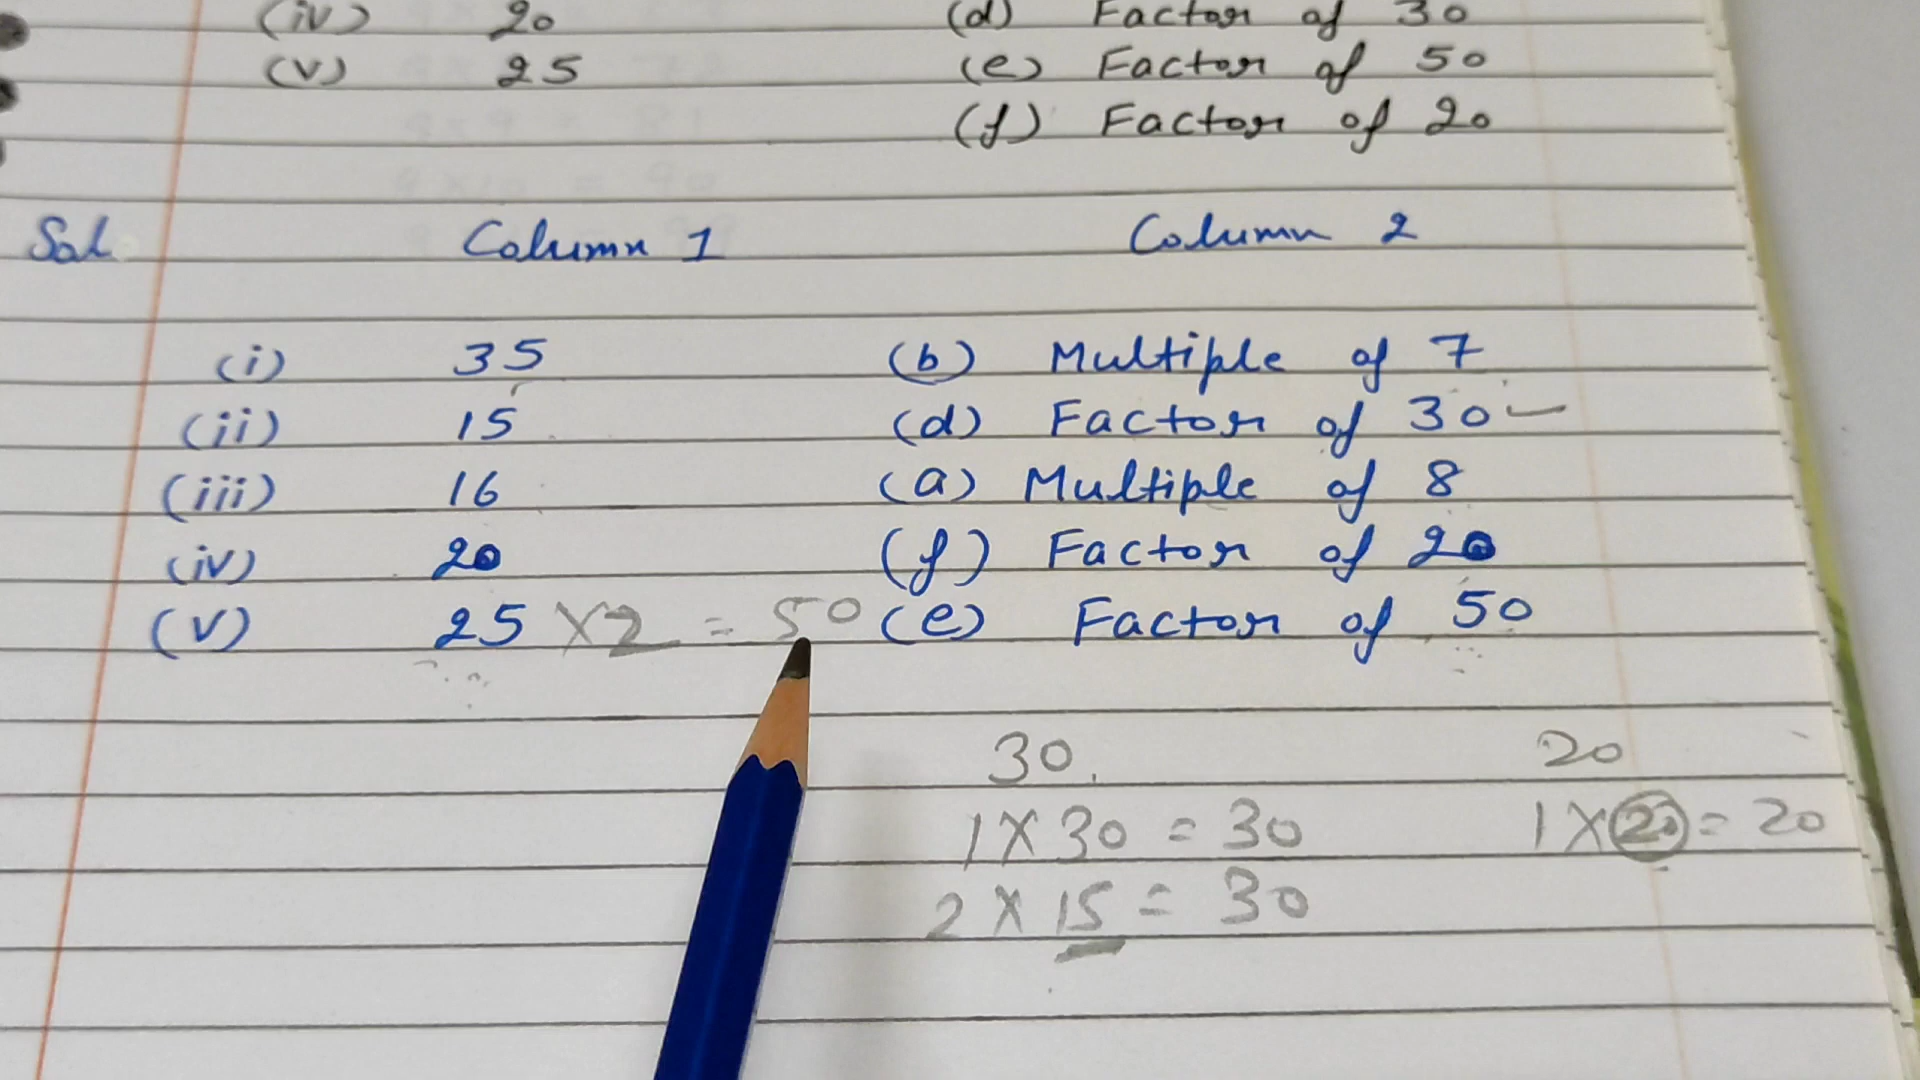 (iv) 20 (d) Factor of 30
(v) 25 (e) Factor of 50
(f) Factor of 20
Sol. Column 1 Column 2
(i) 35 (b) Multiple of 7
(ii) 15 (d) Factor of 30
(iii) 16 (a) Multiple of 8
(iv) 20 (f) Factor of 20
(v) 25 × 2 = 50 (e) Factor of 50
30 20
1 × 30 = 30 1 × 20 = 20
2 × 15 = 30